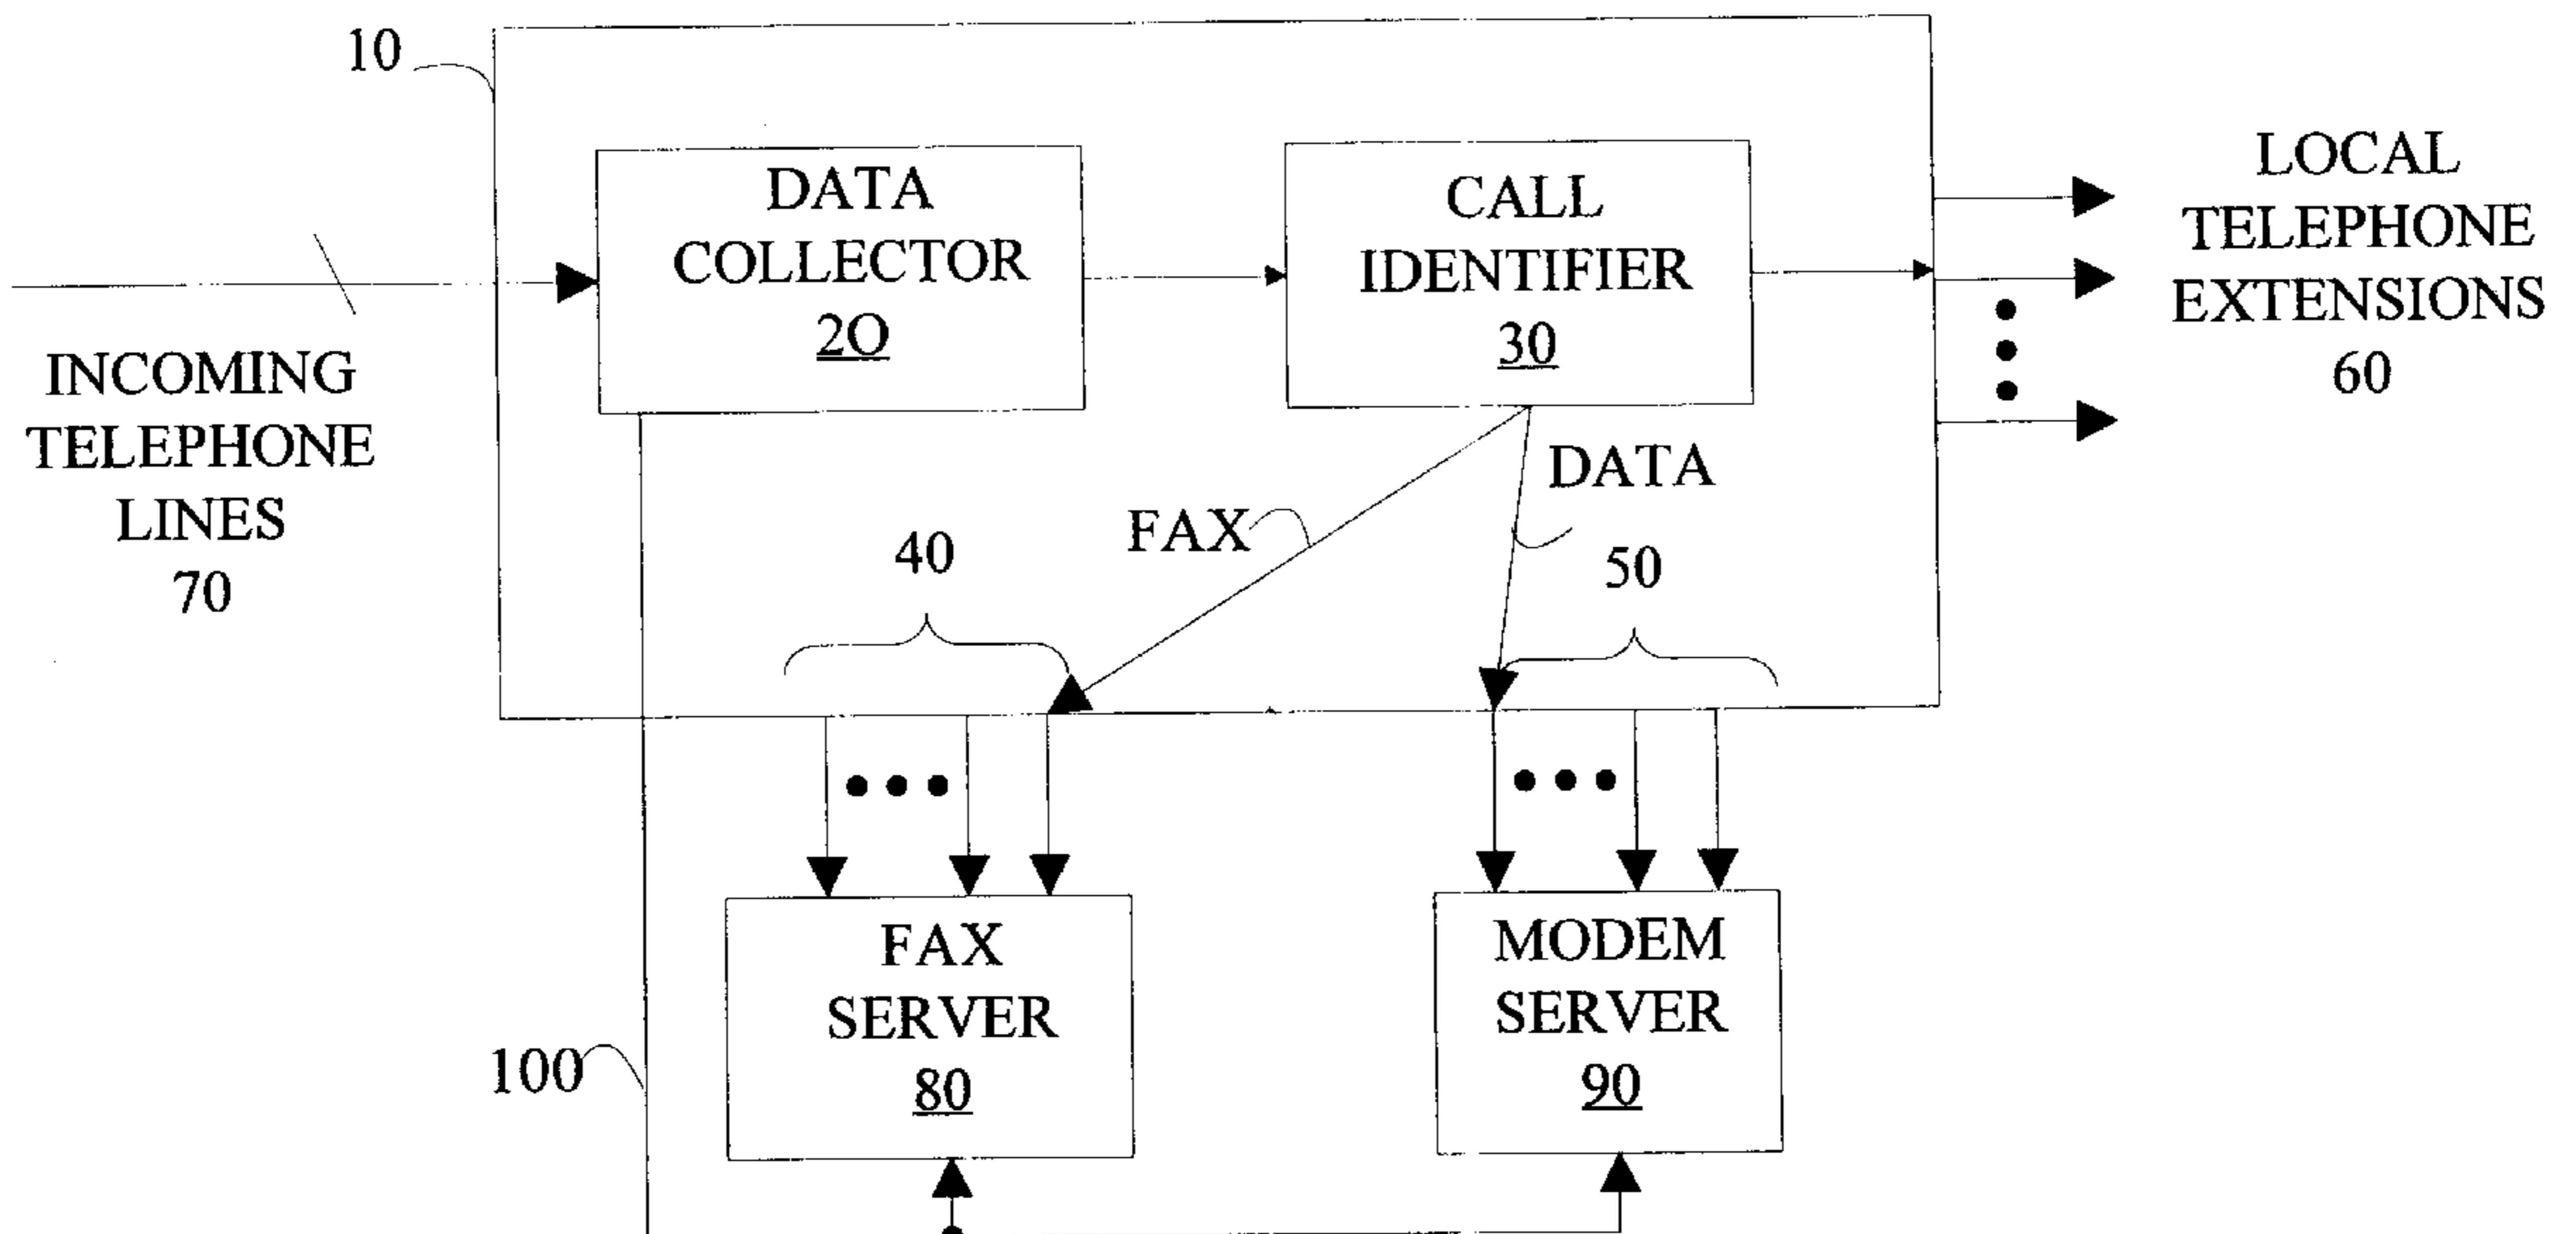 10
DATA
COLLECTOR
2O
CALL
IDENTIFIER
30
LOCAL
TELEPHONE
EXTENSIONS
60
INCOMING
TELEPHONE
LINES
70
FAX
DATA
40
50
FAX
SERVER
80
MODEM
SERVER
90
100